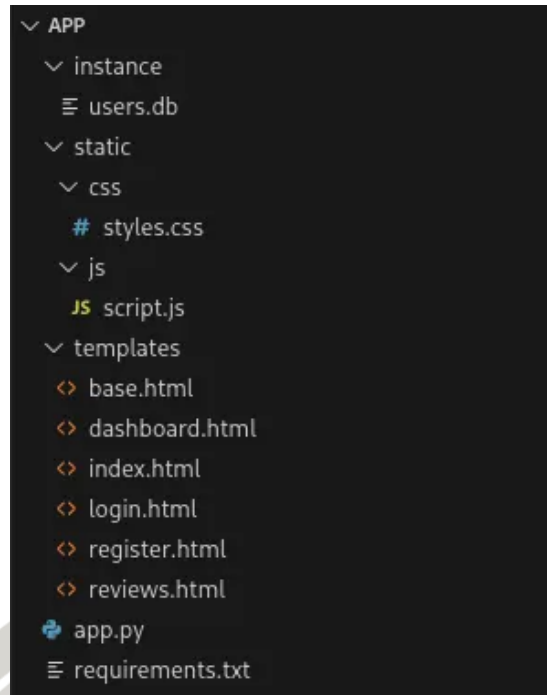 APP
instance
users.db
static
css
# styles.css
js
JS script.js
templates
<> base.html
<> dashboard.html
<> index.html
<> login.html
<> register.html
<> reviews.html
app.py
requirements.txt